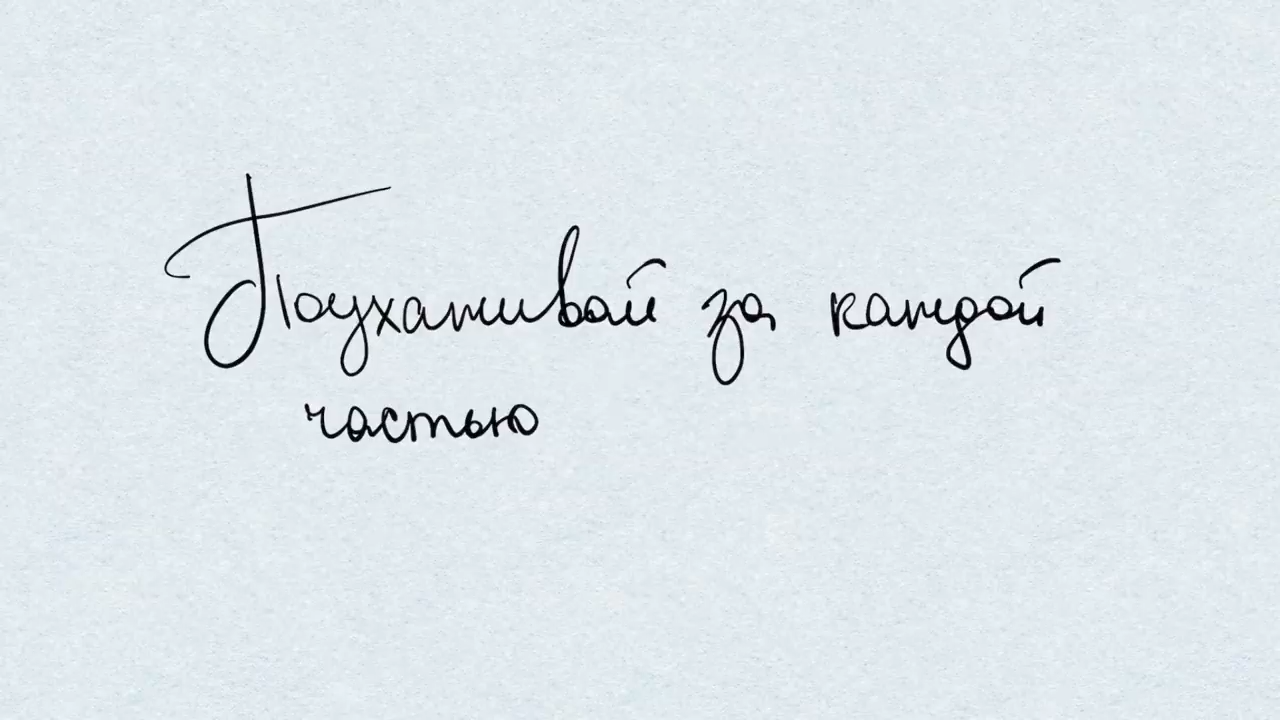 Поухаживай за каждой
частью